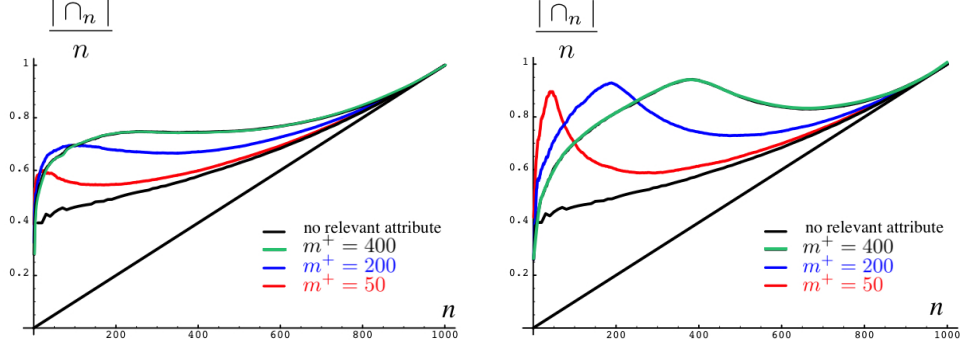 | ∩n |
n
1
0.8
0.6
0.4
0.2
no relevant attribute
m+ = 400
m+ = 200
m+ = 50
n
200 400 600 800 1000
| ∩n |
n
1
0.8
0.6
0.4
0.2
no relevant attribute
m+ = 400
m+ = 200
m+ = 50
n
200 400 600 800 1000